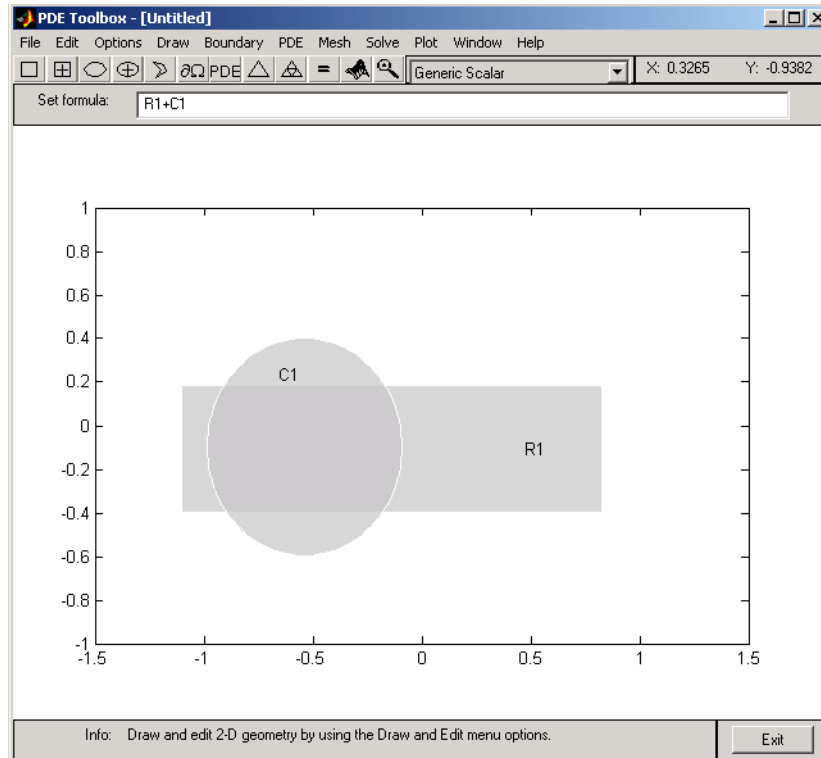 PDE Toolbox - [Untitled]
File Edit Options Draw Boundary PDE Mesh Solve Plot Window Help
∂Ω PDE = Generic Scalar X: 0.3265 Y: -0.9382
Set formula: R1+C1
1
0.8
0.6
0.4
C1
0.2
0
R1
-0.2
-0.4
-0.6
-0.8
-1
-1.5 -1 -0.5 0 0.5 1 1.5
Info: Draw and edit 2-D geometry by using the Draw and Edit menu options. Exit